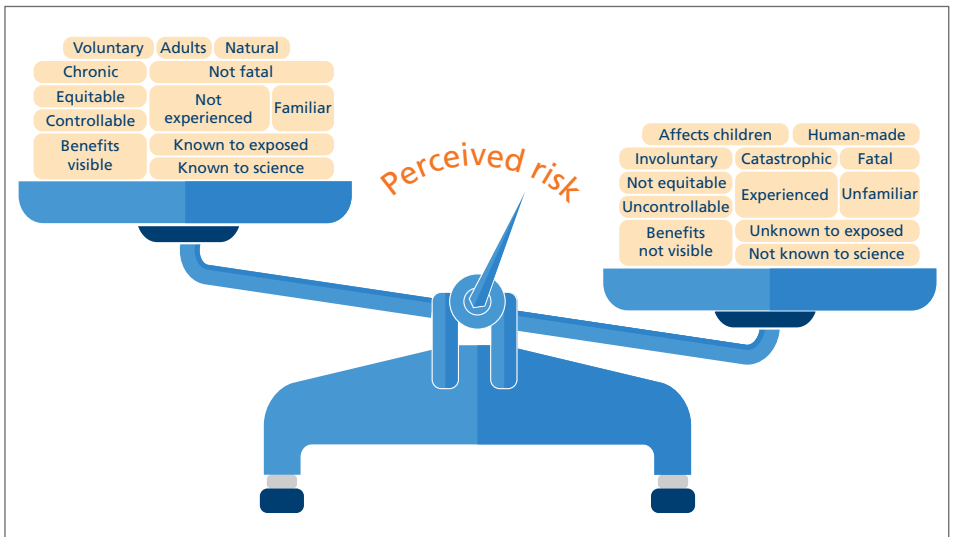 Voluntary Adults Natural
Chronic Not fatal
Equitable
Controllable
Not
experienced
Familiar
Benefits
visible
Known to exposed
Known to science
Perceived risk
Affects children Human-made
Involuntary Catastrophic Fatal
Not equitable
Uncontrollable
Experienced Unfamiliar
Benefits
not visible
Unknown to exposed
Not known to science